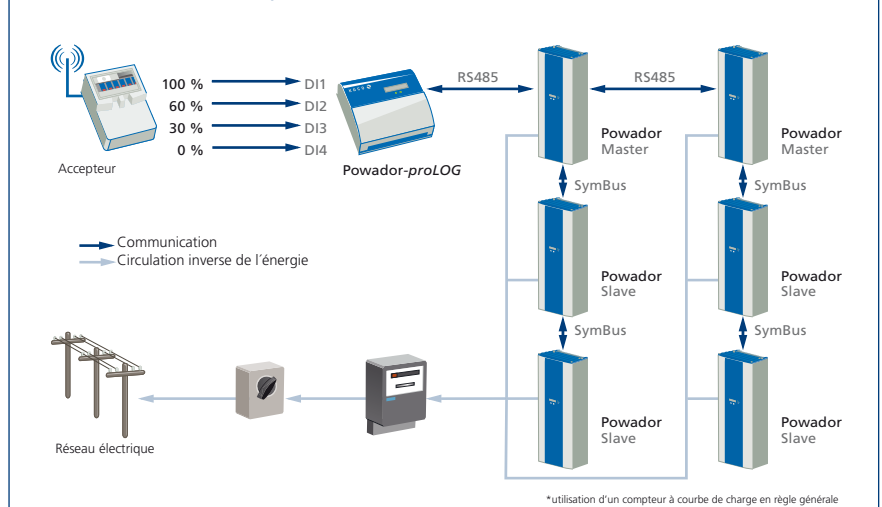 100 % DI1
60 % DI2
30 % DI3
0 % DI4
Accepteur
KACO
Powador-proLOG
RS485
RS485
Powador
Master
Powador
Master
SymBus
SymBus
Communication
Circulation inverse de l´énergie
Powador
Slave
Powador
Slave
SymBus
SymBus
Powador
Slave
Powador
Slave
Réseau électrique
*utilisation d’un compteur à courbe de charge en règle générale